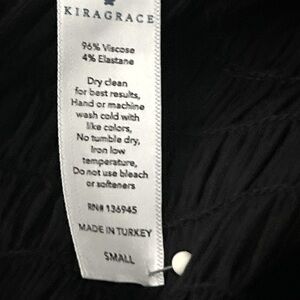 KIRAGRACE
96% Viscose
4% Elastane
Dry clean
for best results,
Hand or machine
wash cold with
like colors,
No tumble dry,
Iron low
temperature,
Do not use bleach
or softeners
RN# 136945
MADE IN TURKEY
SMALL